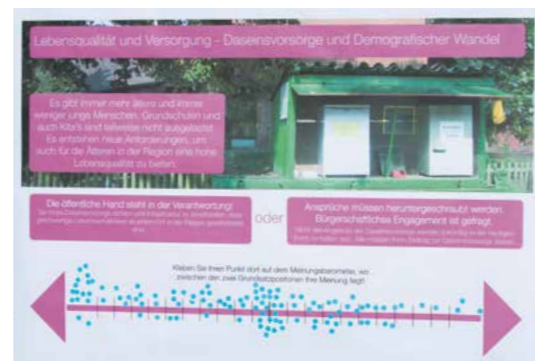 Lebensqualität und Versorgung - Daseinsvorsorge und Demografischer Wandel
Es gibt immer mehr ältere und immer
weniger junge Menschen. Grundschulen und
auch Kita's sind teilweise nicht ausgelastet.
Es entstehen neue Anforderungen, um
auch für die Älteren in der Region eine hohe
Lebensqualität zu bieten.
Die öffentliche Hand steht in der Verantwortung!
oder
Ansprüche müssen heruntergeschraubt werden.
Bürgerschaftliches Engagement ist gefragt.
Kleben Sie Ihren Punkt dort auf dem Meinungsbarometer, wo
zwischen den zwei Grundsatzpositionen Ihre Meinung liegt!